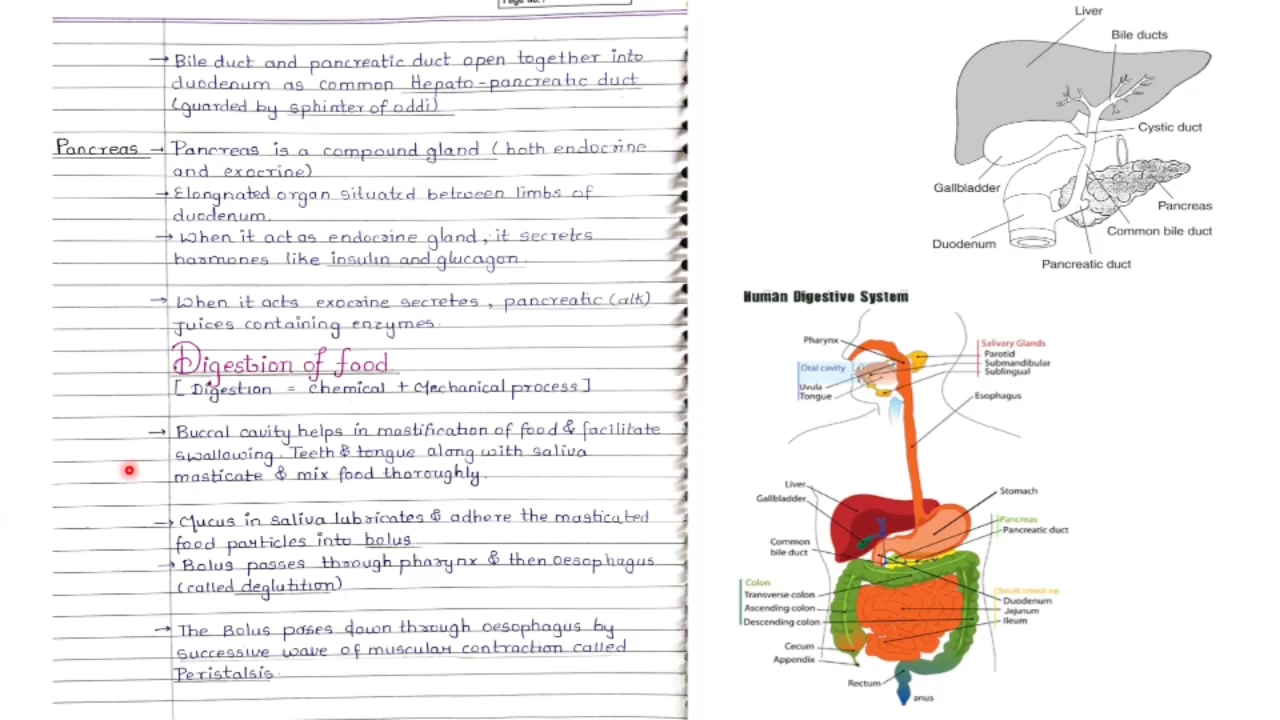 → Bile duct and pancreatic duct open together into
duodenum as common Hepato-pancreatic duct
(guarded by sphinter of oddi)
Pancreas → Pancreas is a compound gland (both endocrine
and exocrine)
→ Elongnated organ situated between limbs of
duodenum.
→ When it act as endocrine gland, it secretes
harmones like insulin and glucagon.
→ When it acts exocrine secretes, pancreatic (alk)
juices containing enzymes.
Digestion of food
[ Digestion = Chemical + Mechanical process ]
→ Buccal cavity helps in mastification of food & facilitate
swallowing. Teeth & tongue along with saliva
masticate & mix food thoroughly.
→ Mucus in saliva lubricates & adhere the masticated
food particles into bolus.
→ Bolus passes through pharynx & then oesophagus
(called deglutition)
→ The Bolus passes down through oesophagus by
successive wave of muscular contraction called
Peristalsis.
Liver
Bile ducts
Cystic duct
Gallbladder
Pancreas
Common bile duct
Duodenum
Pancreatic duct
Human Digestive System
Pharynx
Salivary Glands
Parotid
Submandibular
Sublingual
Oral cavity
Uvula
Tongue
Esophagus
Liver
Gallbladder
Stomach
Pancreas
Pancreatic duct
Common
bile duct
Colon
Transverse colon
Ascending colon
Descending colon
Small Intestine
Duodenum
Jejunum
Ileum
Cecum
Appendix
Rectum
anus